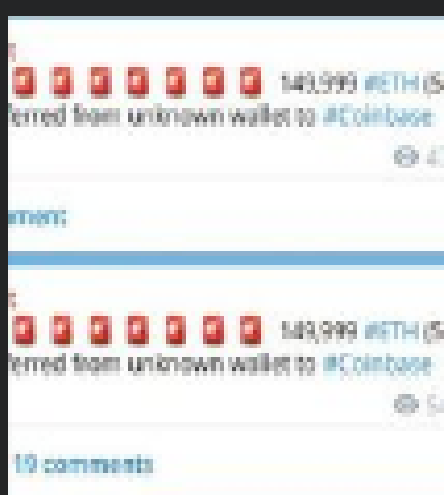 🚨 🚨 🚨 🚨 🚨 🚨 🚨 149,999 #ETH
ferred from unknown wallet to #Coinbase
mment
🚨 🚨 🚨 🚨 🚨 🚨 🚨 149,999 #ETH
ferred from unknown wallet to #Coinbase
19 comments